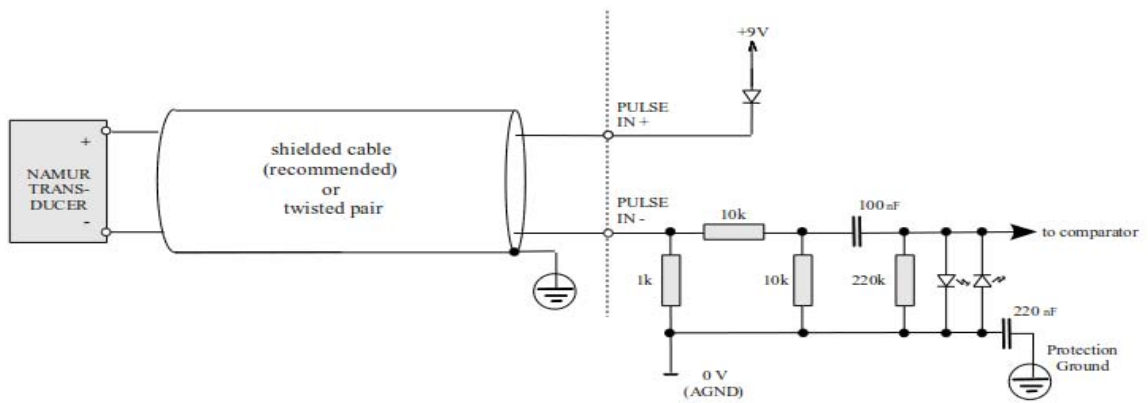 +9V
PULSE
IN +
+
NAMUR
TRANS-
DUCER
-
shielded cable
(recommended)
or
twisted pair
PULSE
IN -
10k
100 nF
to comparator
1k
10k
220k
220 nF
0 V
(AGND)
Protection
Ground